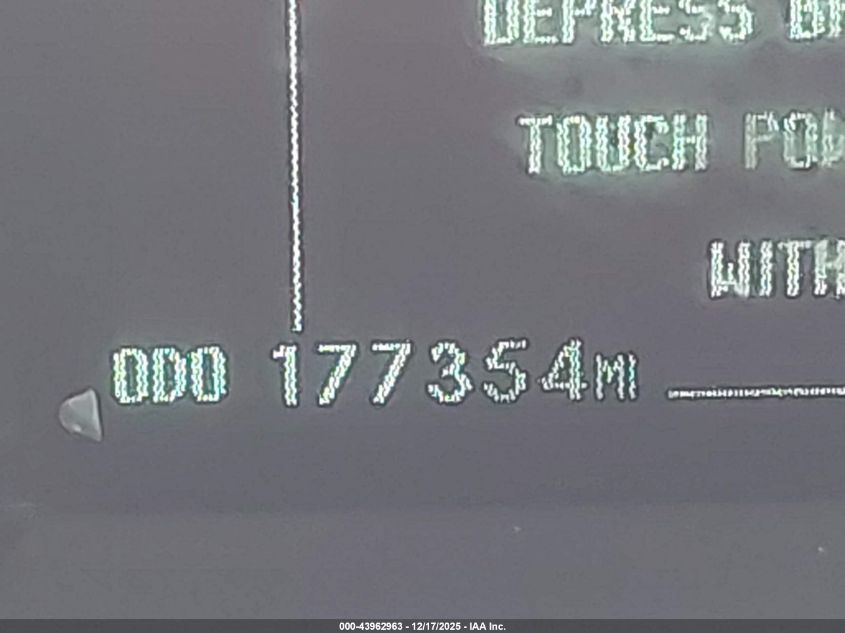 DEPRESS
TOUCH
WITH
ODO 177354MI
000-43962963 - 12/17/2025 - IAA Inc.